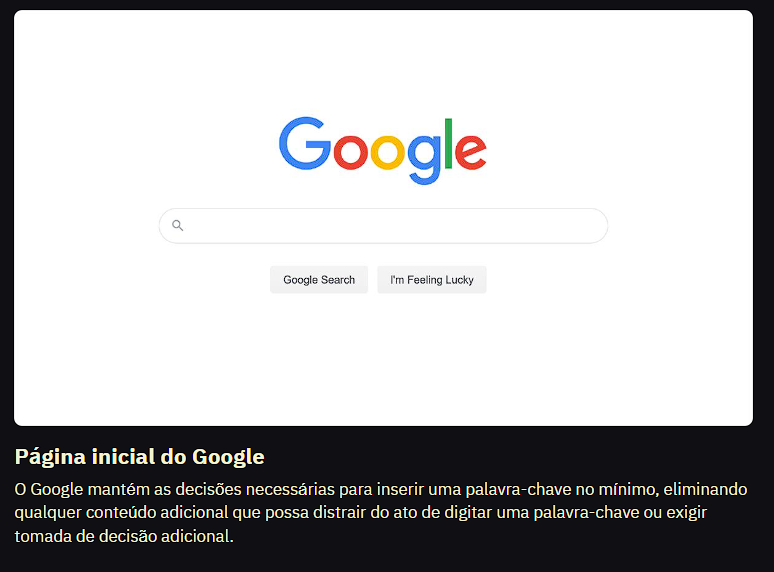 Google
Google Search
I'm Feeling Lucky
Página inicial do Google
O Google mantém as decisões necessárias para inserir uma palavra-chave no mínimo, eliminando
qualquer conteúdo adicional que possa distrair do ato de digitar uma palavra-chave ou exigir
tomada de decisão adicional.